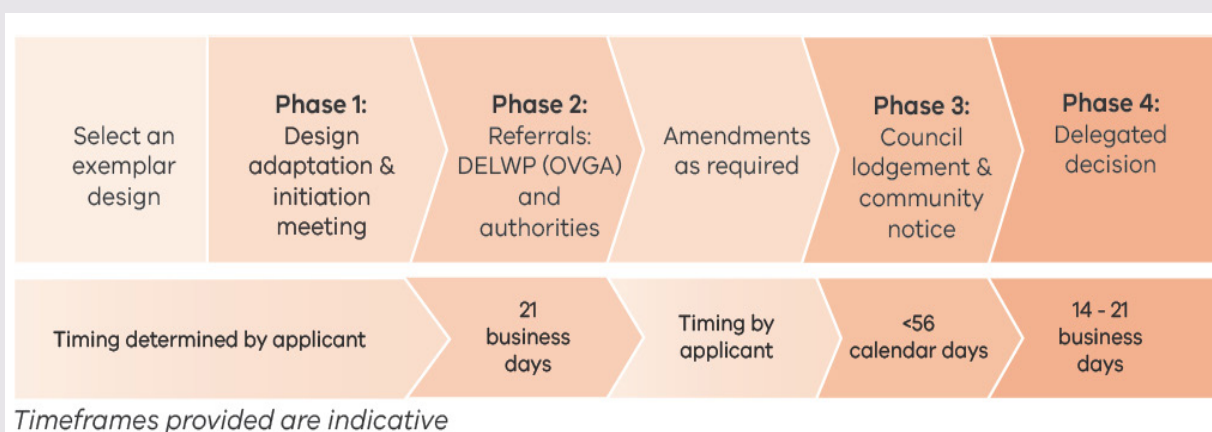 Select an
exemplar
design
Phase 1:
Design
adaptation &
initiation
meeting
Phase 2:
Referrals:
DELWP (OVGA)
and
authorities
Amendments
as required
Phase 3:
Council
lodgement &
community
notice
Phase 4:
Delegated
decision
Timing determined by applicant
21
business
days
Timing by
applicant
<56
calendar days
14 - 21
business
days
Timeframes provided are indicative